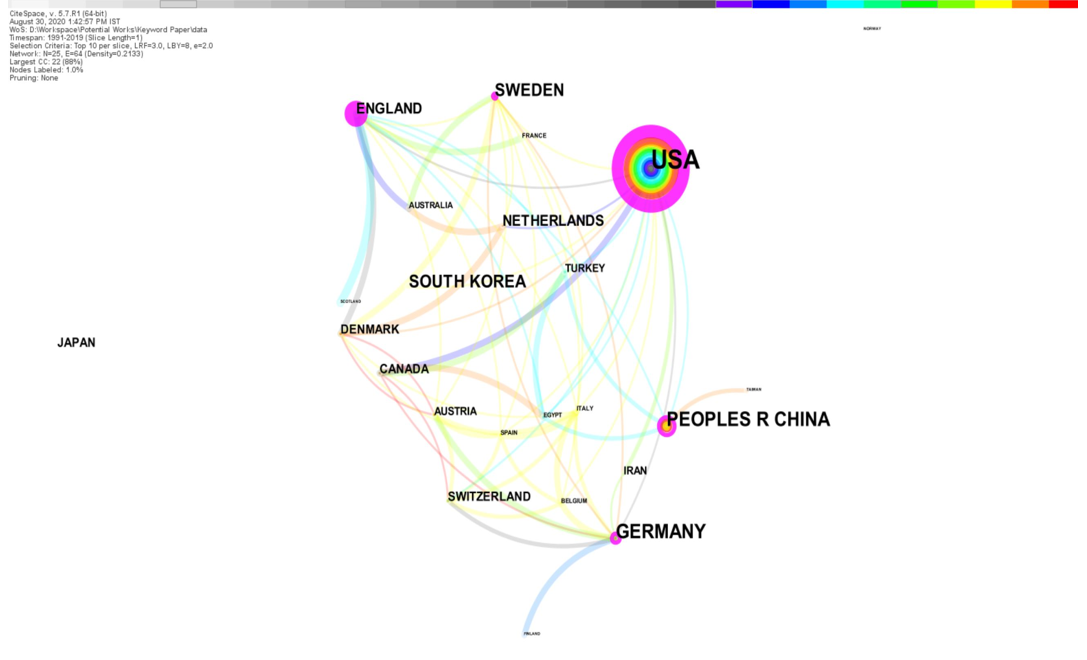 CiteSpace, v. 5.7.R1 (64-bit)
August 30, 2020 1:42:57 PM IST
WoS: D:\Workspace\Potential Works\Keyword Paper\data
Timespan: 1991-2019 (Slice Length=1)
Selection Criteria: Top 10 per slice, LRF=3.0, LBY=8, e=2.0
Network: N=25, E=64 (Density=0.2133)
Largest CC: 22 (88%)
Nodes Labeled: 1.0%
Pruning: None
NORWAY
SWEDEN
ENGLAND
FRANCE
USA
AUSTRALIA
NETHERLANDS
TURKEY
SOUTH KOREA
SCOTLAND
DENMARK
JAPAN
CANADA
TAIWAN
AUSTRIA
EGYPT
ITALY
PEOPLES R CHINA
SPAIN
IRAN
SWITZERLAND
BELGIUM
GERMANY
FINLAND